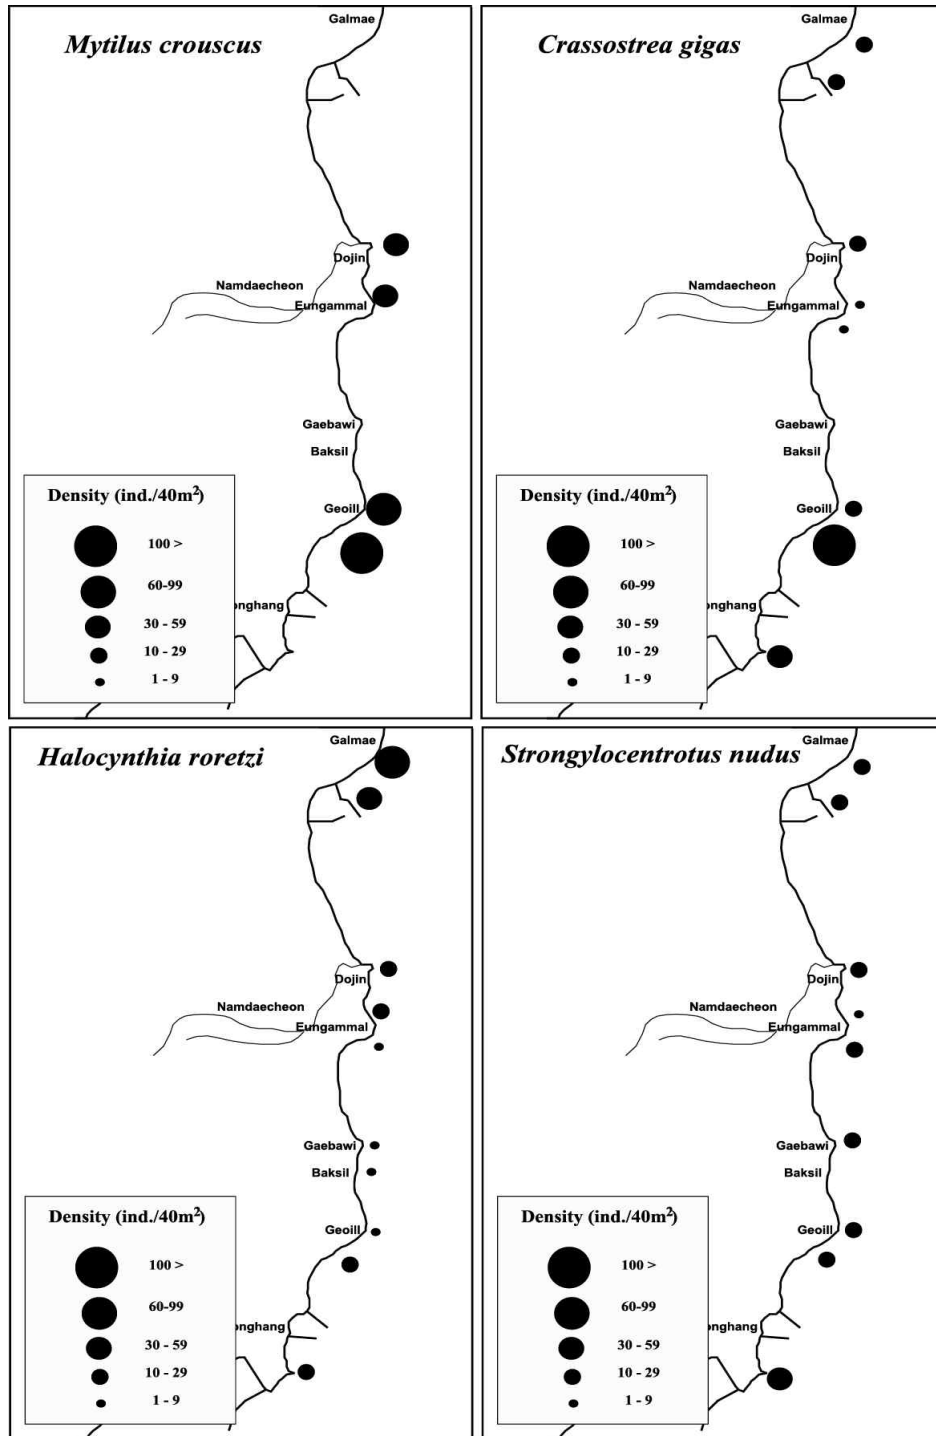 Galmae
Mytilus crouscus
Dojin
Namdaecheon
Eungammal
Gaebawi
Baksil
Geoill
onghang
Density (ind./40m²)
100 >
60-99
30 - 59
10 - 29
1 - 9
Galmae
Crassostrea gigas
Dojin
Namdaecheon
Eungammal
Gaebawi
Baksil
Geoill
onghang
Density (ind./40m²)
100 >
60-99
30 - 59
10 - 29
1 - 9
Galmae
Halocynthia roretzi
Dojin
Namdaecheon
Eungammal
Gaebawi
Baksil
Geoill
onghang
Density (ind./40m²)
100 >
60-99
30 - 59
10 - 29
1 - 9
Galmae
Strongylocentrotus nudus
Dojin
Namdaecheon
Eungammal
Gaebawi
Baksil
Geoill
onghang
Density (ind./40m²)
100 >
60-99
30 - 59
10 - 29
1 - 9